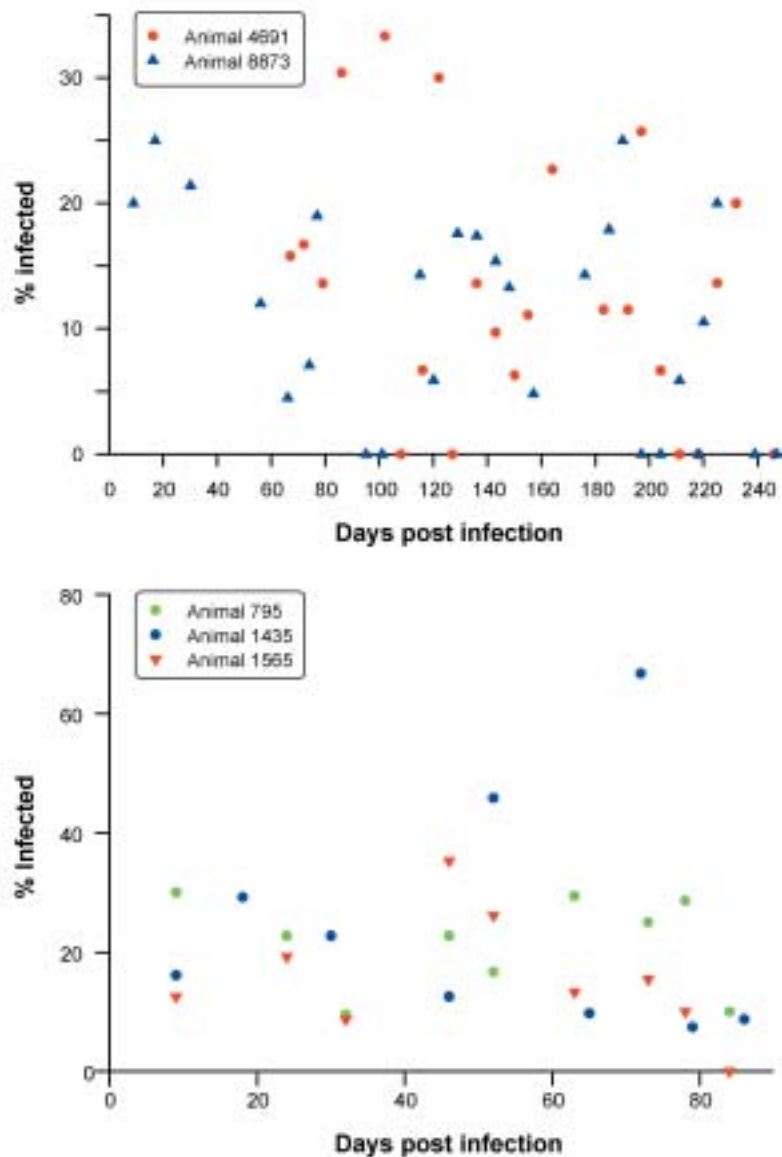 Animal 4691
Animal 8873
30
20
10
0
% infected
0 20 40 60 80 100 120 140 160 180 200 220 240
Days post infection
80
60
40
20
0
% Infected
Animal 795
Animal 1435
Animal 1565
0 20 40 60 80
Days post infection